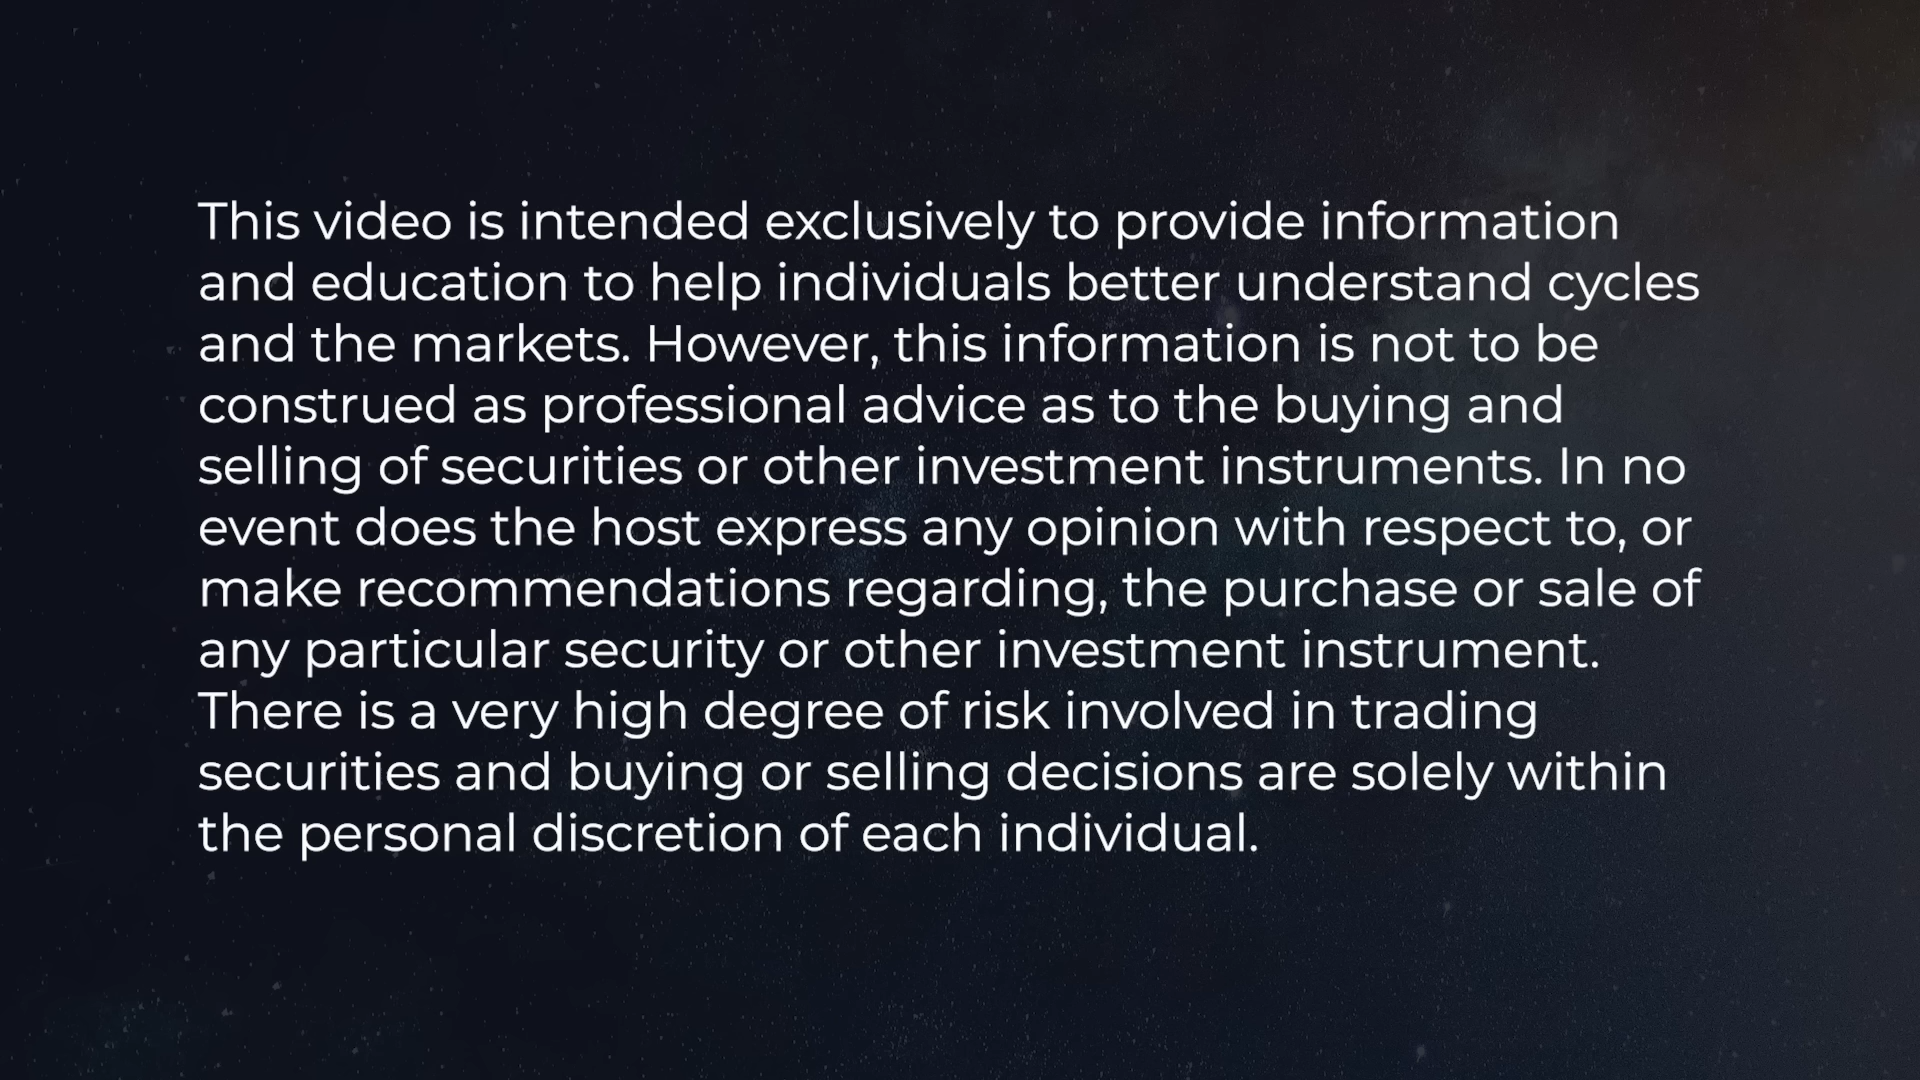 This video is intended exclusively to provide information
and education to help individuals better understand cycles
and the markets. However, this information is not to be
construed as professional advice as to the buying and
selling of securities or other investment instruments. In no
event does the host express any opinion with respect to, or
make recommendations regarding, the purchase or sale of
any particular security or other investment instrument.
There is a very high degree of risk involved in trading
securities and buying or selling decisions are solely within
the personal discretion of each individual.